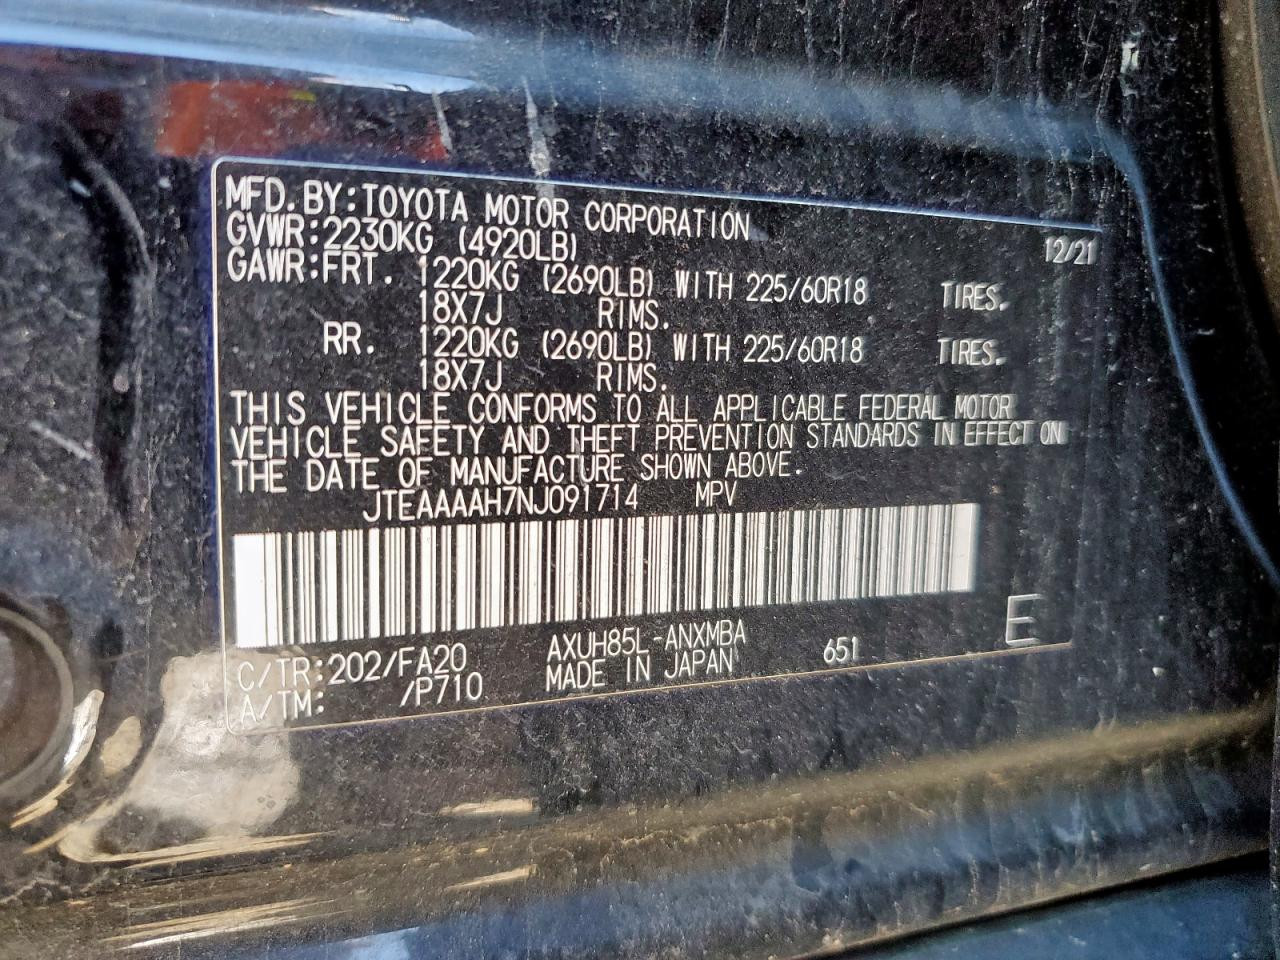 MFD. BY:TOYOTA MOTOR CORPORATION 12/21
GVWR:2230KG (4920LB)
GAWR:FRT. 1220KG (2690LB) WITH 225/60R18 TIRES.
18X7J RIMS.
RR. 1220KG (2690LB) WITH 225/60R18 TIRES.
18X7J RIMS.
THIS VEHICLE CONFORMS TO ALL APPLICABLE FEDERAL MOTOR
VEHICLE SAFETY AND THEFT PREVENTION STANDARDS IN EFFECT ON
THE DATE OF MANUFACTURE SHOWN ABOVE.
JTEAAAAH7NJ091714 MPV
C/TR:202/FA20 AXUH85L-ANXMBA 651 E
A/TM: /P710 MADE IN JAPAN